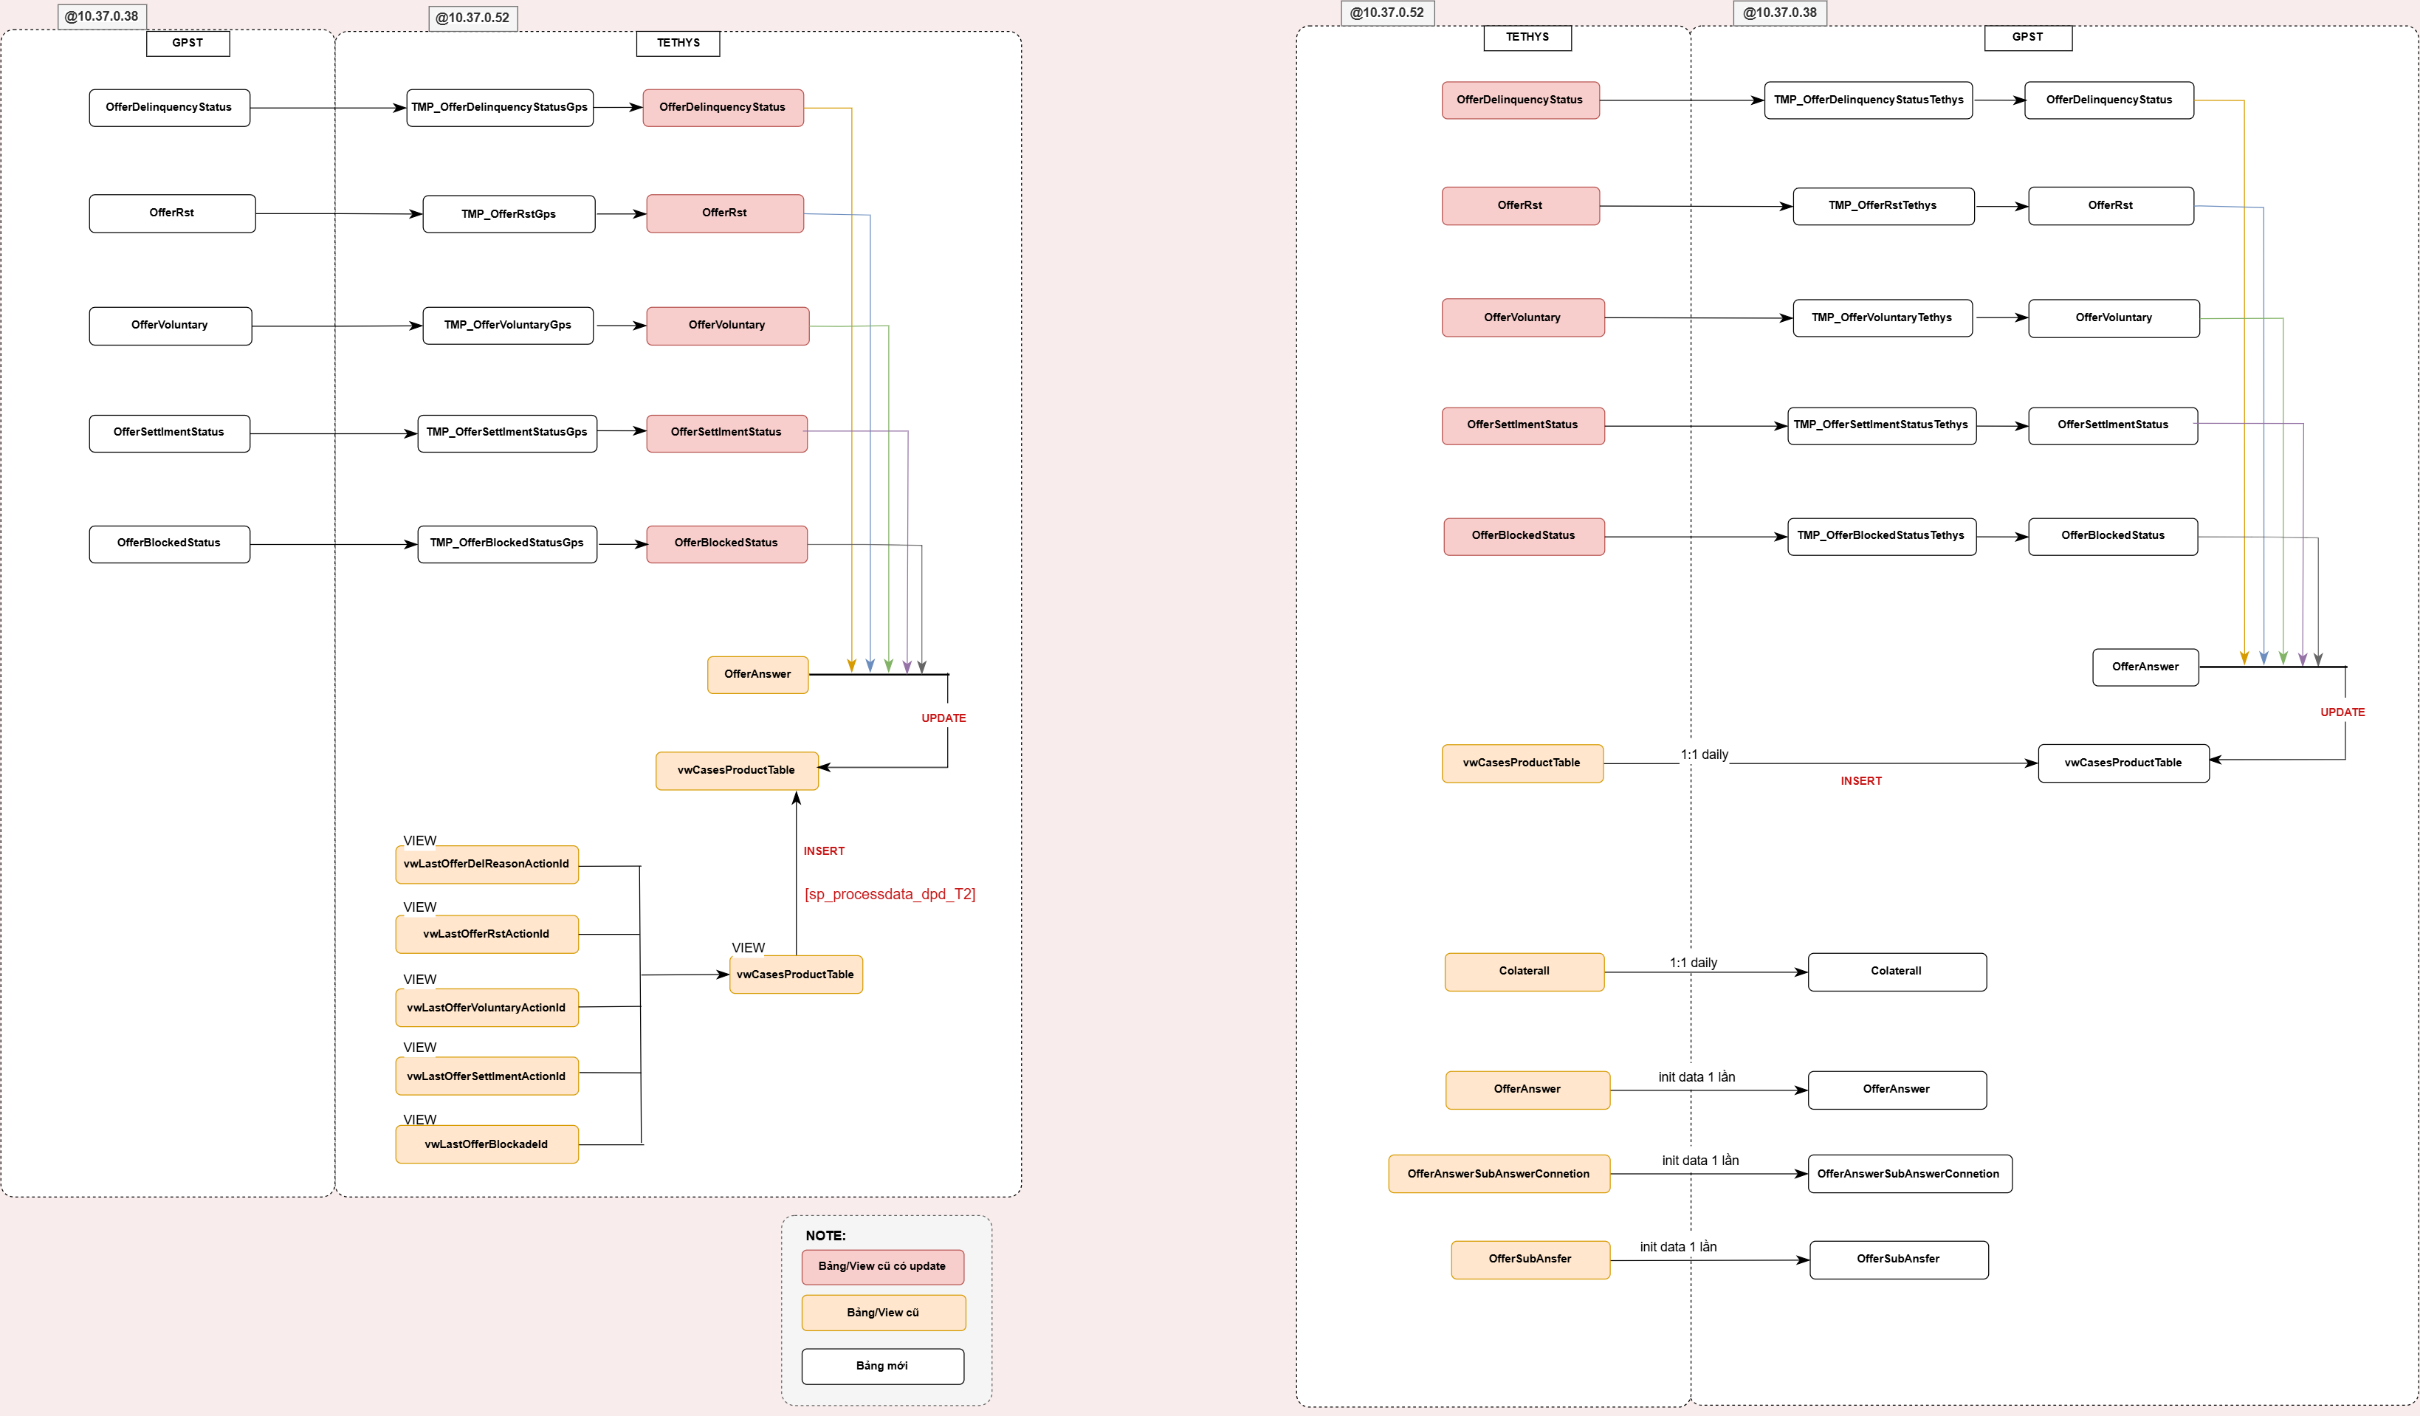 @10.37.0.38
@10.37.0.52
GPST
TETHYS
OfferDelinquencyStatus
TMP_OfferDelinquencyStatusGps
OfferDelinquencyStatus
OfferRst
TMP_OfferRstGps
OfferRst
OfferVoluntary
TMP_OfferVoluntaryGps
OfferVoluntary
OfferSettlmentStatus
TMP_OfferSettlmentStatusGps
OfferSettlmentStatus
OfferBlockedStatus
TMP_OfferBlockedStatusGps
OfferBlockedStatus
OfferAnswer
UPDATE
vwCasesProductTable
INSERT
[sp_processdata_dpd_T2]
VIEW
vwLastOfferDelReasonActionId
VIEW
vwLastOfferRstActionId
VIEW
vwCasesProductTable
VIEW
vwLastOfferVoluntaryActionId
VIEW
vwLastOfferSettlmentActionId
VIEW
vwLastOfferBlockadeId
NOTE:
Bảng/View cũ có update
Bảng/View cũ
Bảng mới
@10.37.0.52
@10.37.0.38
TETHYS
GPST
OfferDelinquencyStatus
TMP_OfferDelinquencyStatusTethys
OfferDelinquencyStatus
OfferRst
TMP_OfferRstTethys
OfferRst
OfferVoluntary
TMP_OfferVoluntaryTethys
OfferVoluntary
OfferSettlmentStatus
TMP_OfferSettlmentStatusTethys
OfferSettlmentStatus
OfferBlockedStatus
TMP_OfferBlockedStatusTethys
OfferBlockedStatus
OfferAnswer
UPDATE
vwCasesProductTable
1:1 daily
INSERT
vwCasesProductTable
Colaterall
1:1 daily
Colaterall
OfferAnswer
init data 1 lần
OfferAnswer
OfferAnswerSubAnswerConnetion
init data 1 lần
OfferAnswerSubAnswerConnetion
OfferSubAnsfer
init data 1 lần
OfferSubAnsfer